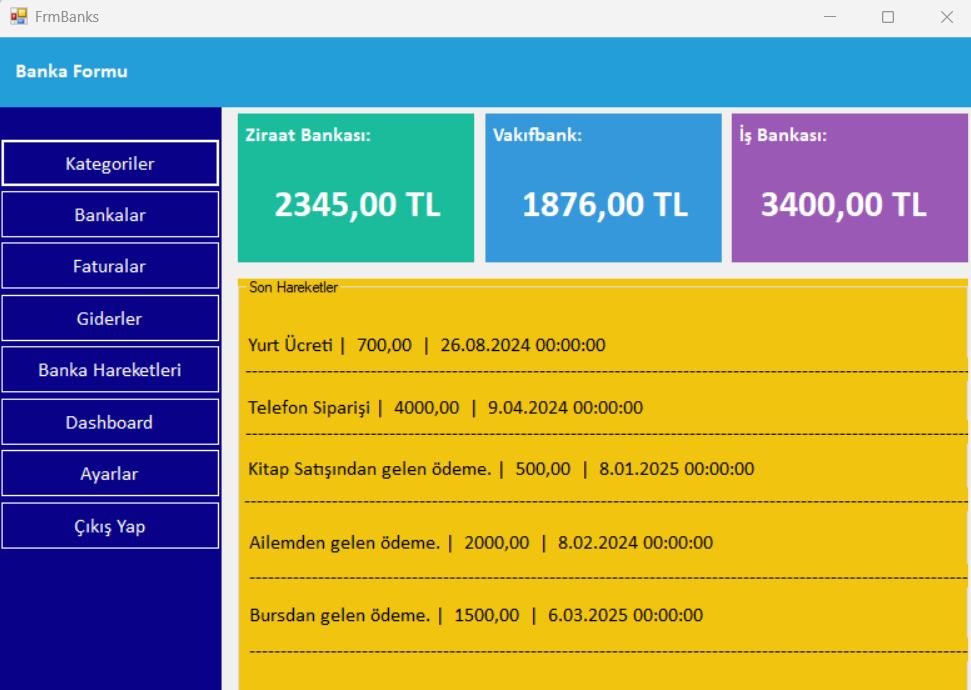 FrmBanks
Banka Formu
Kategoriler
Bankalar
Faturalar
Giderler
Banka Hareketleri
Dashboard
Ayarlar
Çıkış Yap
Ziraat Bankası:
2345,00 TL
Vakıfbank:
1876,00 TL
İş Bankası:
3400,00 TL
Son Hareketler
Yurt Ücreti | 700,00 | 26.08.2024 00:00:00
Telefon Siparişi | 4000,00 | 9.04.2024 00:00:00
Kitap Satışından gelen ödeme. | 500,00 | 8.01.2025 00:00:00
Ailemden gelen ödeme. | 2000,00 | 8.02.2024 00:00:00
Bursdan gelen ödeme. | 1500,00 | 6.03.2025 00:00:00